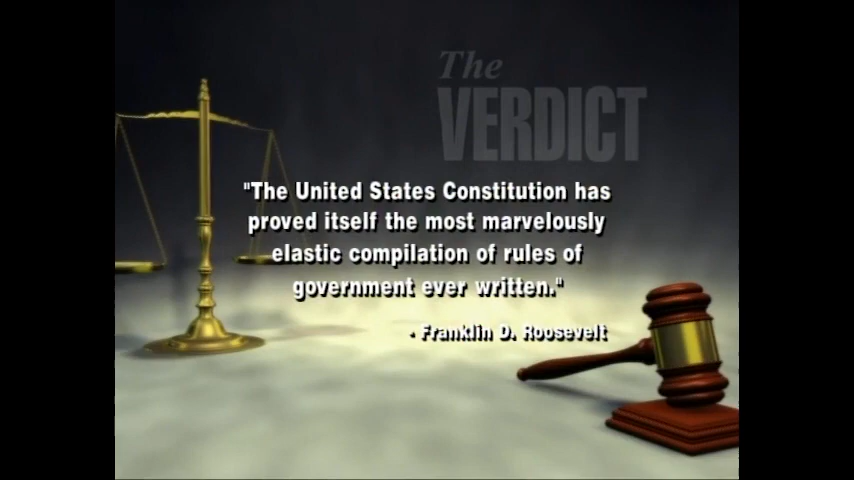 The
VERDICT
"The United States Constitution has
proved itself the most marvelously
elastic compilation of rules of
government ever written."
- Franklin D. Roosevelt